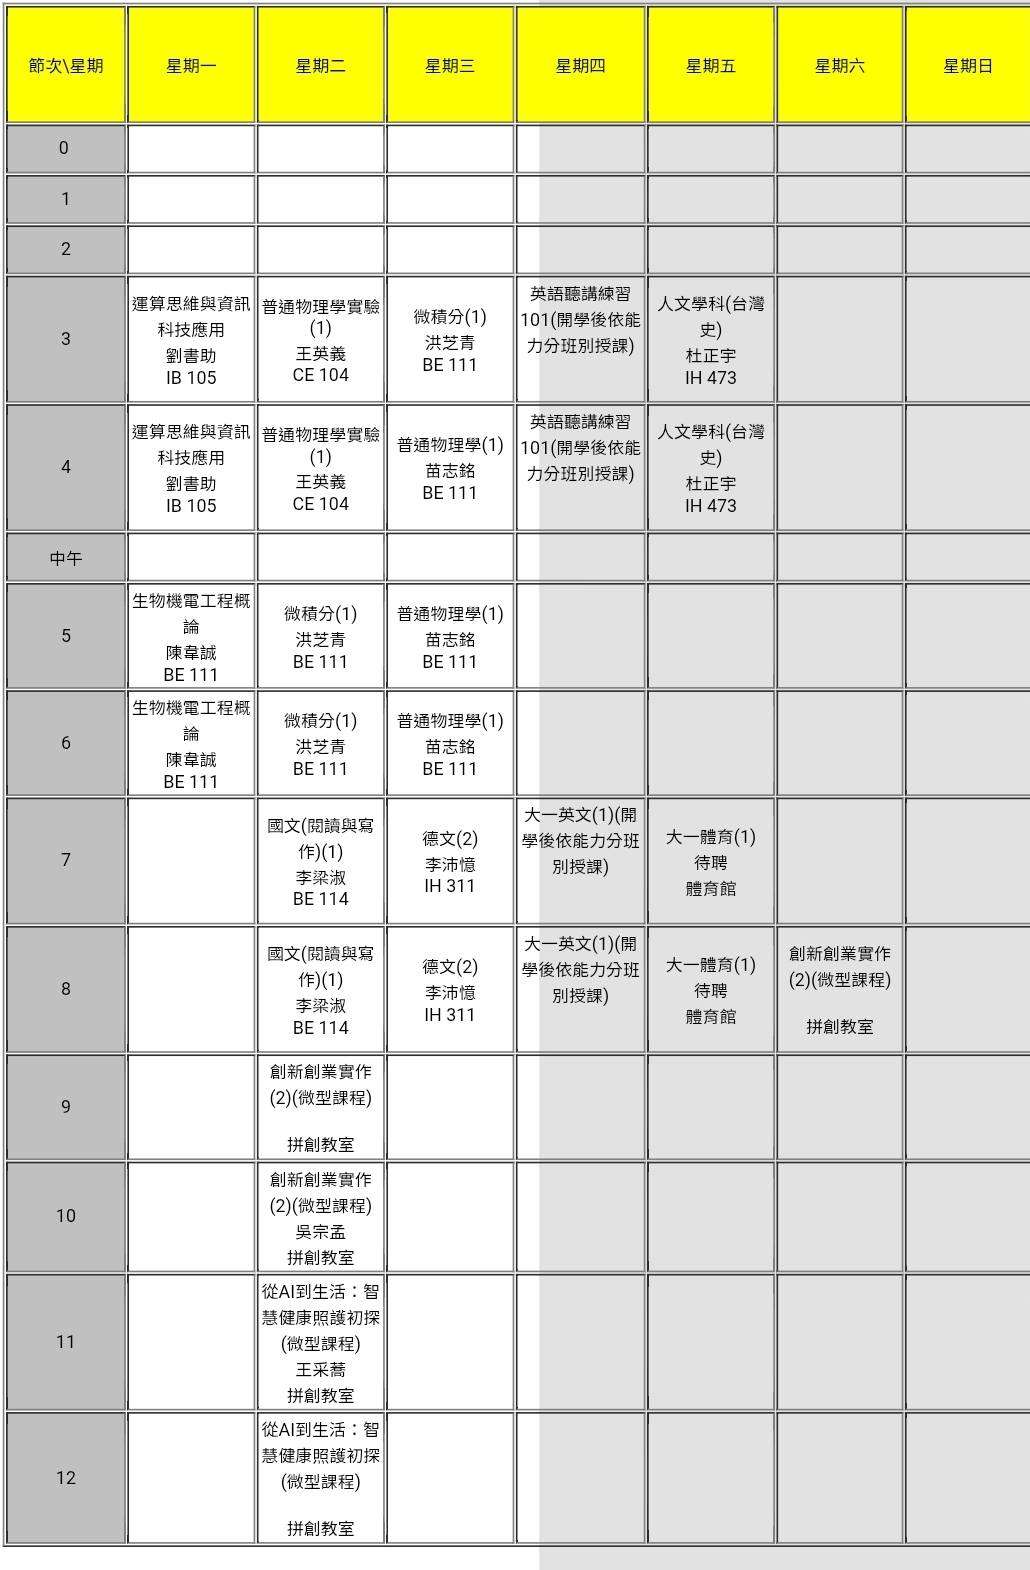 節次\星期 星期一 星期二 星期三 星期四 星期五 星期六 星期日
0
1
2
3
運算思維與資訊
科技應用
劉書助
IB 105
普通物理學實驗
(1)
王英義
CE 104
微積分(1)
洪芝青
BE 111
英語聽講練習
101(開學後依能
力分班別授課)
人文學科(台灣
史)
杜正宇
IH 473
4
運算思維與資訊
科技應用
劉書助
IB 105
普通物理學實驗
(1)
王英義
CE 104
普通物理學(1)
苗志銘
BE 111
英語聽講練習
101(開學後依能
力分班別授課)
人文學科(台灣
史)
杜正宇
IH 473
中午
5
生物機電工程概
論
陳韋誠
BE 111
微積分(1)
洪芝青
BE 111
普通物理學(1)
苗志銘
BE 111
6
生物機電工程概
論
陳韋誠
BE 111
微積分(1)
洪芝青
BE 111
普通物理學(1)
苗志銘
BE 111
7
國文(閱讀與寫
作)(1)
李梁淑
BE 114
德文(2)
李沛憶
IH 311
大一英文(1)(開
學後依能力分班
別授課)
大一體育(1)
待聘
體育館
8
國文(閱讀與寫
作)(1)
李梁淑
BE 114
德文(2)
李沛憶
IH 311
大一英文(1)(開
學後依能力分班
別授課)
大一體育(1)
待聘
體育館
創新創業實作
(2)(微型課程)
拼創教室
9
創新創業實作
(2)(微型課程)
拼創教室
10
創新創業實作
(2)(微型課程)
吳宗孟
拼創教室
11
從AI到生活：智
慧健康照護初探
(微型課程)
王采蕎
拼創教室
12
從AI到生活：智
慧健康照護初探
(微型課程)
拼創教室